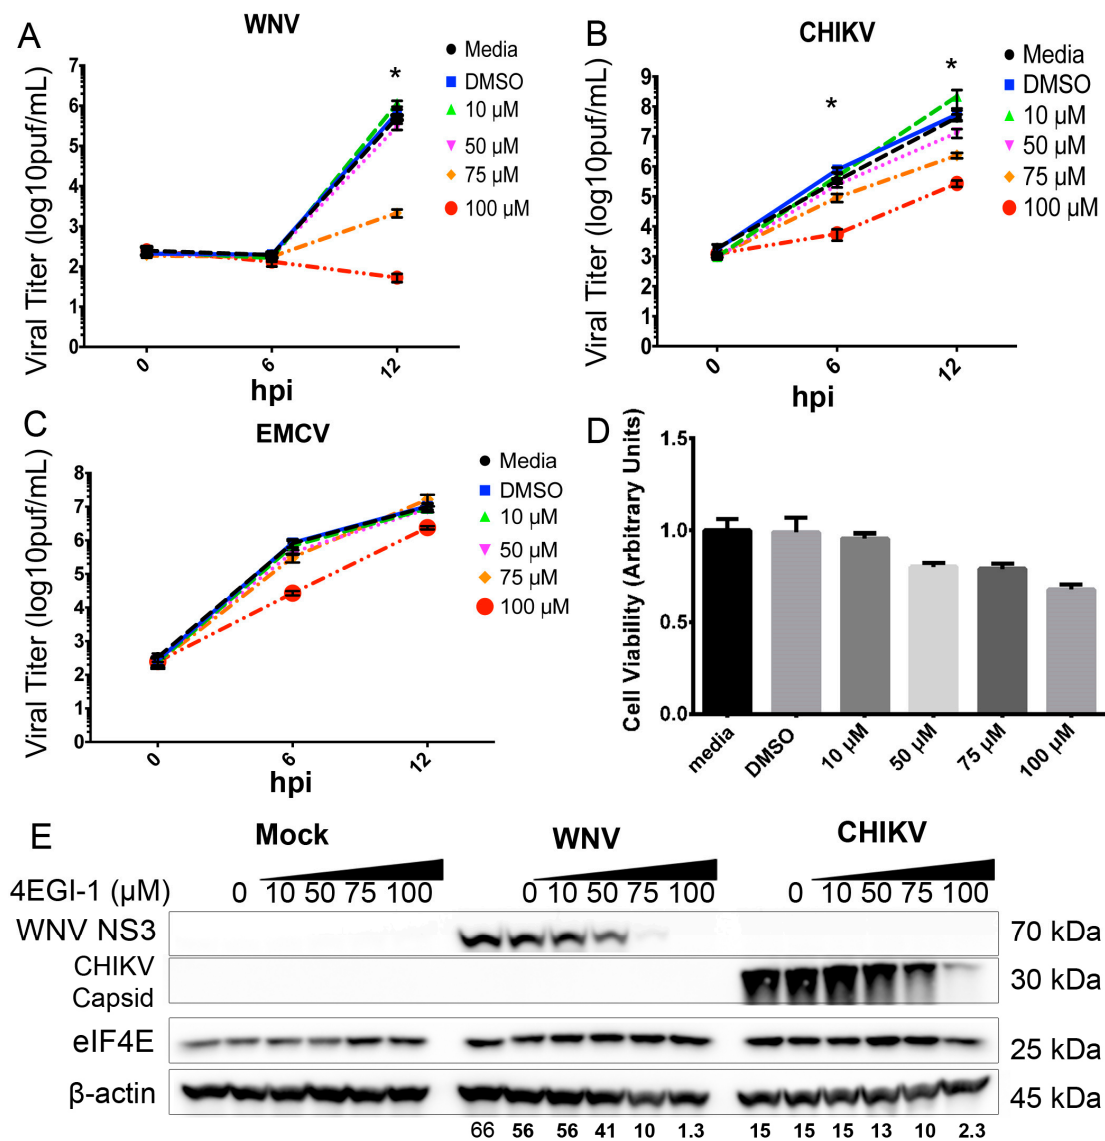 A
WNV
Viral Titer (log10puf/mL)
7
6
5
4
3
2
1
0
*
0
6
12
hpi
Media
DMSO
10 µM
50 µM
75 µM
100 µM
B
CHIKV
Viral Titer (log10puf/mL)
9
8
7
6
5
4
3
2
1
0
*
*
0
6
12
hpi
Media
DMSO
10 µM
50 µM
75 µM
100 µM
C
EMCV
Viral Titer (log10puf/mL)
8
7
6
5
4
3
2
1
0
0
6
12
hpi
Media
DMSO
10 µM
50 µM
75 µM
100 µM
D
Cell Viability (Arbitrary Units)
1.5
1.0
0.5
0.0
media
DMSO
10 µM
50 µM
75 µM
100 µM
E
Mock WNV CHIKV
4EGI-1 (µM) 0 10 50 75 100 0 10 50 75 100 0 10 50 75 100
WNV NS3 70 kDa
CHIKV
Capsid 30 kDa
eIF4E 25 kDa
β-actin 45 kDa
66 56 56 41 10 1.3 15 15 15 13 10 2.3